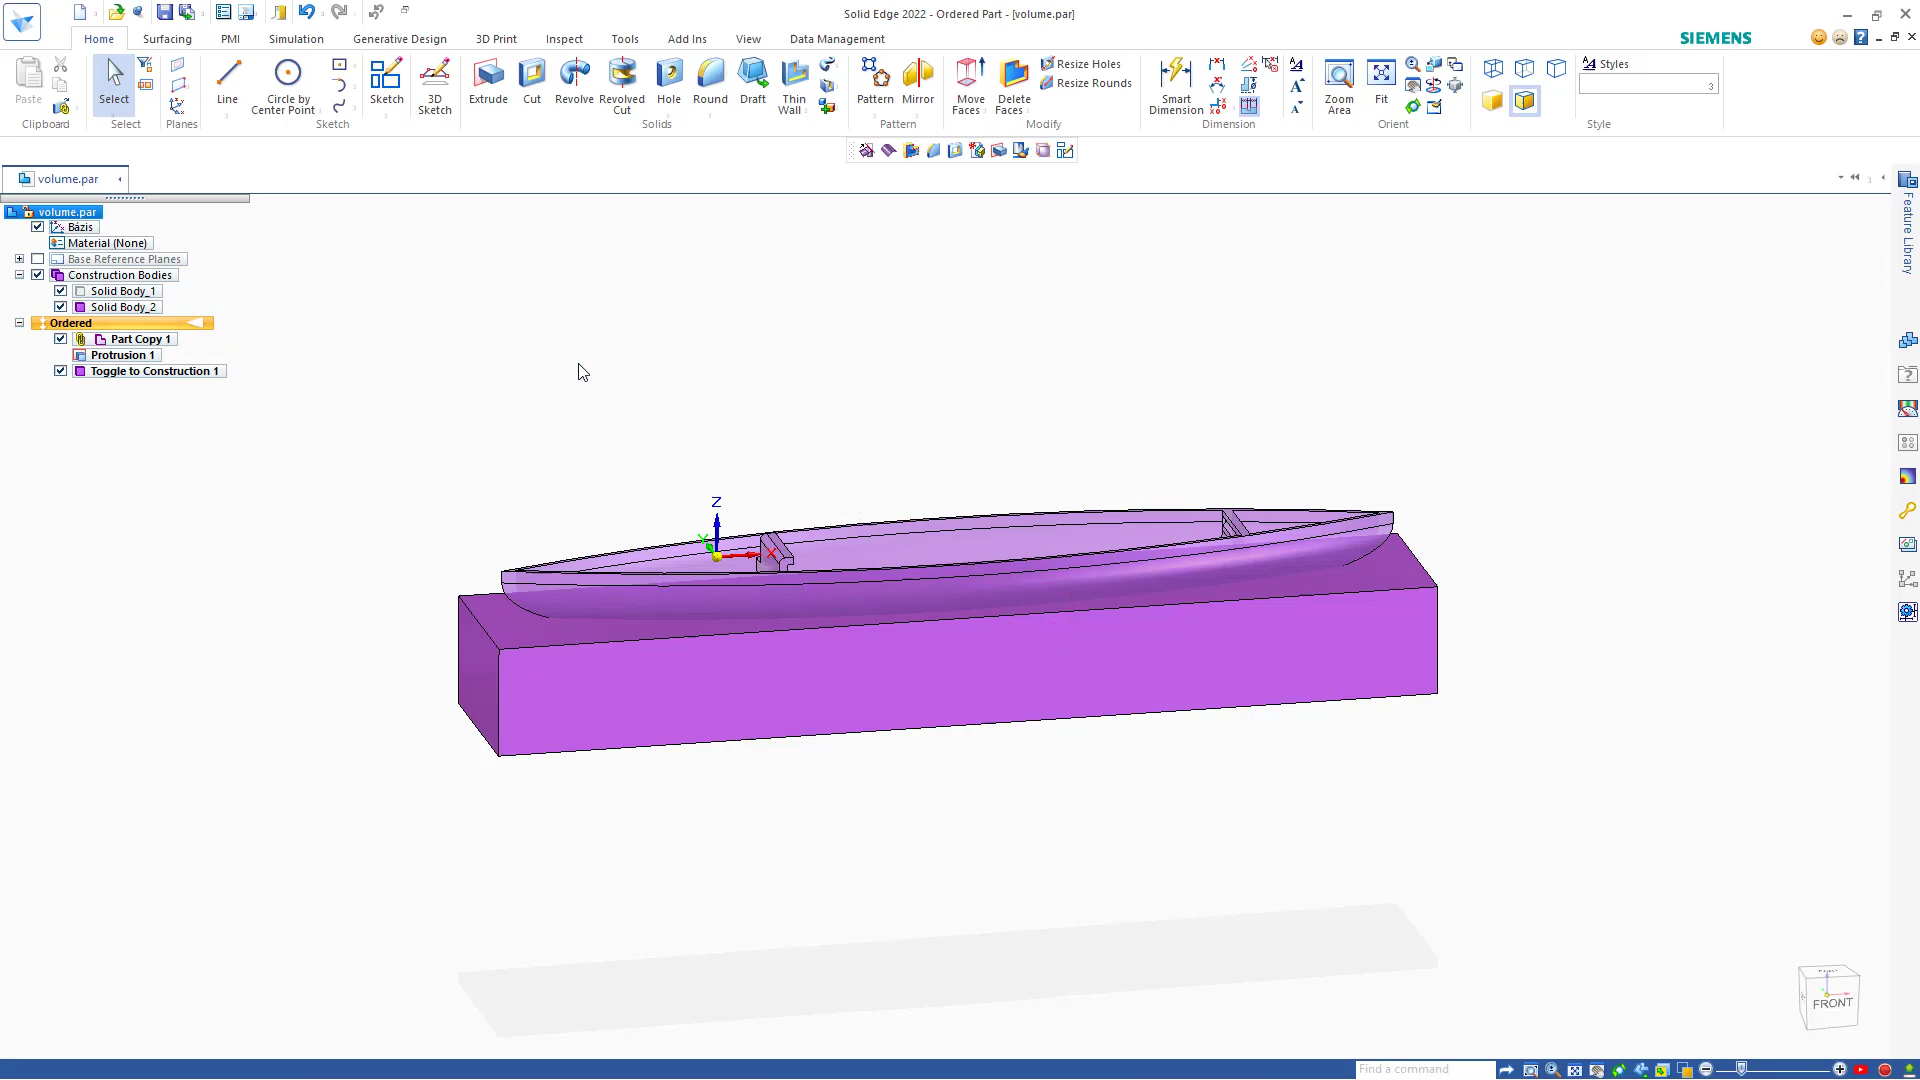 Solid Edge 2022 - Ordered Part - [volume.par]
Home Surfacing PMI Simulation Generative Design 3D Print Inspect Tools Add Ins View Data Management
SIEMENS
Paste
Clipboard
Select
Select
Planes
Line
Circle by Center Point
Sketch
Sketch
3D Sketch
Extrude
Cut
Revolve
Revolved Cut
Hole
Round
Draft
Thin Wall
Solids
Pattern
Mirror
Pattern
Move Faces
Delete Faces
Resize Holes
Resize Rounds
Modify
Smart Dimension
Dimension
Zoom Area
Fit
Orient
Styles
Style
volume.par
volume.par
Bázis
Material (None)
Base Reference Planes
Construction Bodies
Solid Body_1
Solid Body_2
Ordered
Part Copy 1
Protrusion 1
Toggle to Construction 1
Z
Y
X
Feature Library
FRONT
Find a command